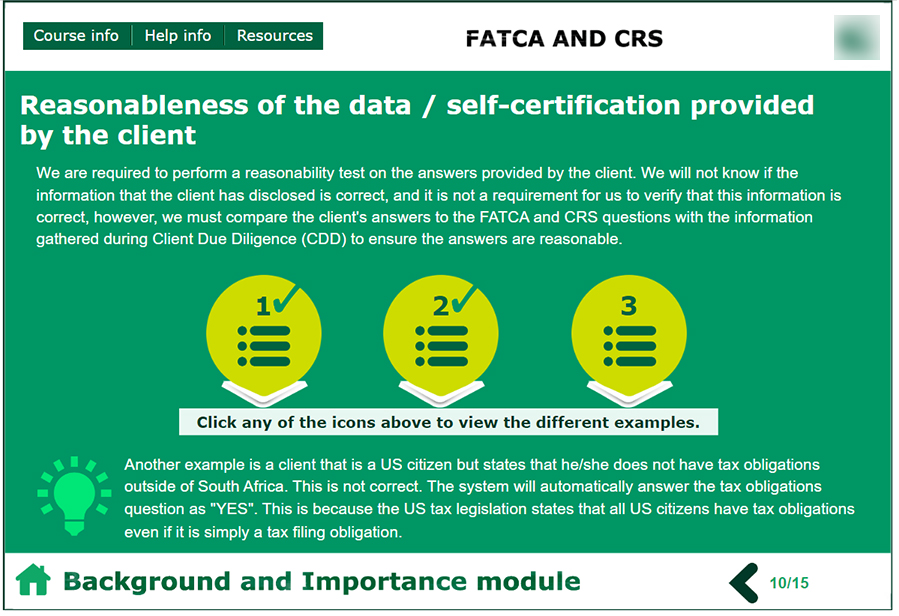 Course info Help info Resources
FATCA AND CRS
Reasonableness of the data / self-certification provided
by the client
We are required to perform a reasonability test on the answers provided by the client. We will not know if the
information that the client has disclosed is correct, and it is not a requirement for us to verify that this information is
correct, however, we must compare the client's answers to the FATCA and CRS questions with the information
gathered during Client Due Diligence (CDD) to ensure the answers are reasonable.
1 2 3
Click any of the icons above to view the different examples.
Another example is a client that is a US citizen but states that he/she does not have tax obligations
outside of South Africa. This is not correct. The system will automatically answer the tax obligations
question as "YES". This is because the US tax legislation states that all US citizens have tax obligations
even if it is simply a tax filing obligation.
Background and Importance module
10/15